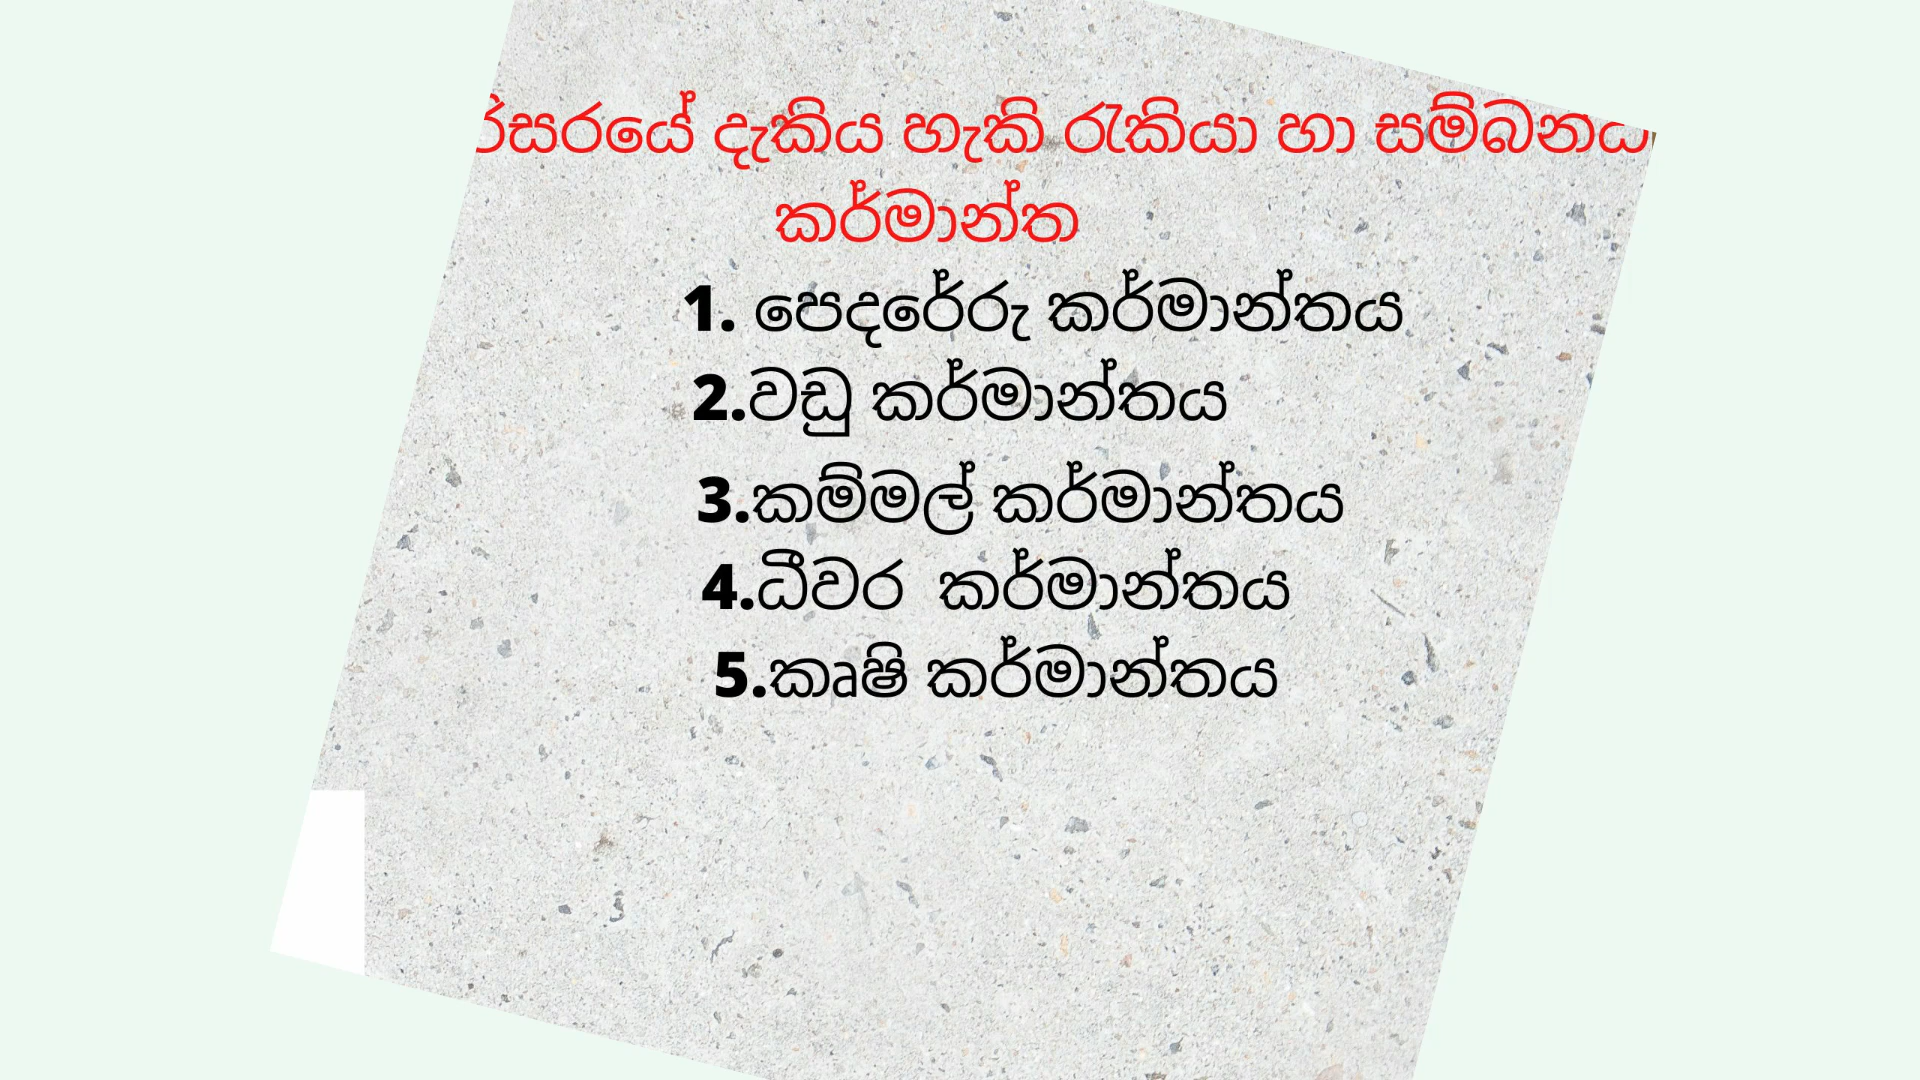 දැකිය හැකි රැකියා හා
කර්මාන්ත
1. පෙදරේරු කර්මාන්තය
2.වඩු කර්මාන්තය
3.කම්මල් කර්මාන්තය
4.ධීවර කර්මාන්තය
5.කෘෂි කර්මාන්තය